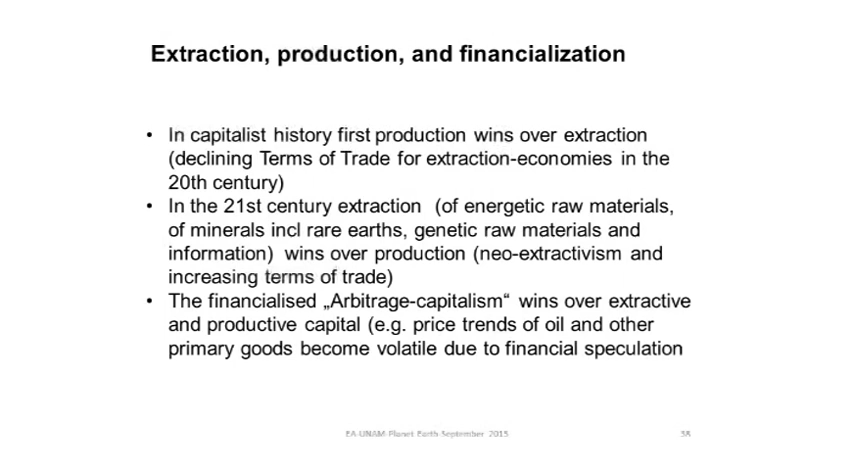 Extraction, production, and financialization
• In capitalist history first production wins over extraction
(declining Terms of Trade for extraction-economies in the
20th century)
• In the 21st century extraction (of energetic raw materials,
of minerals incl rare earths, genetic raw materials and
information) wins over production (neo-extractivism and
increasing terms of trade)
• The financialised „Arbitrage-capitalism“ wins over extractive
and productive capital (e.g. price trends of oil and other
primary goods become volatile due to financial speculation
EA-UNAM-Planet Earth-September 2015 58